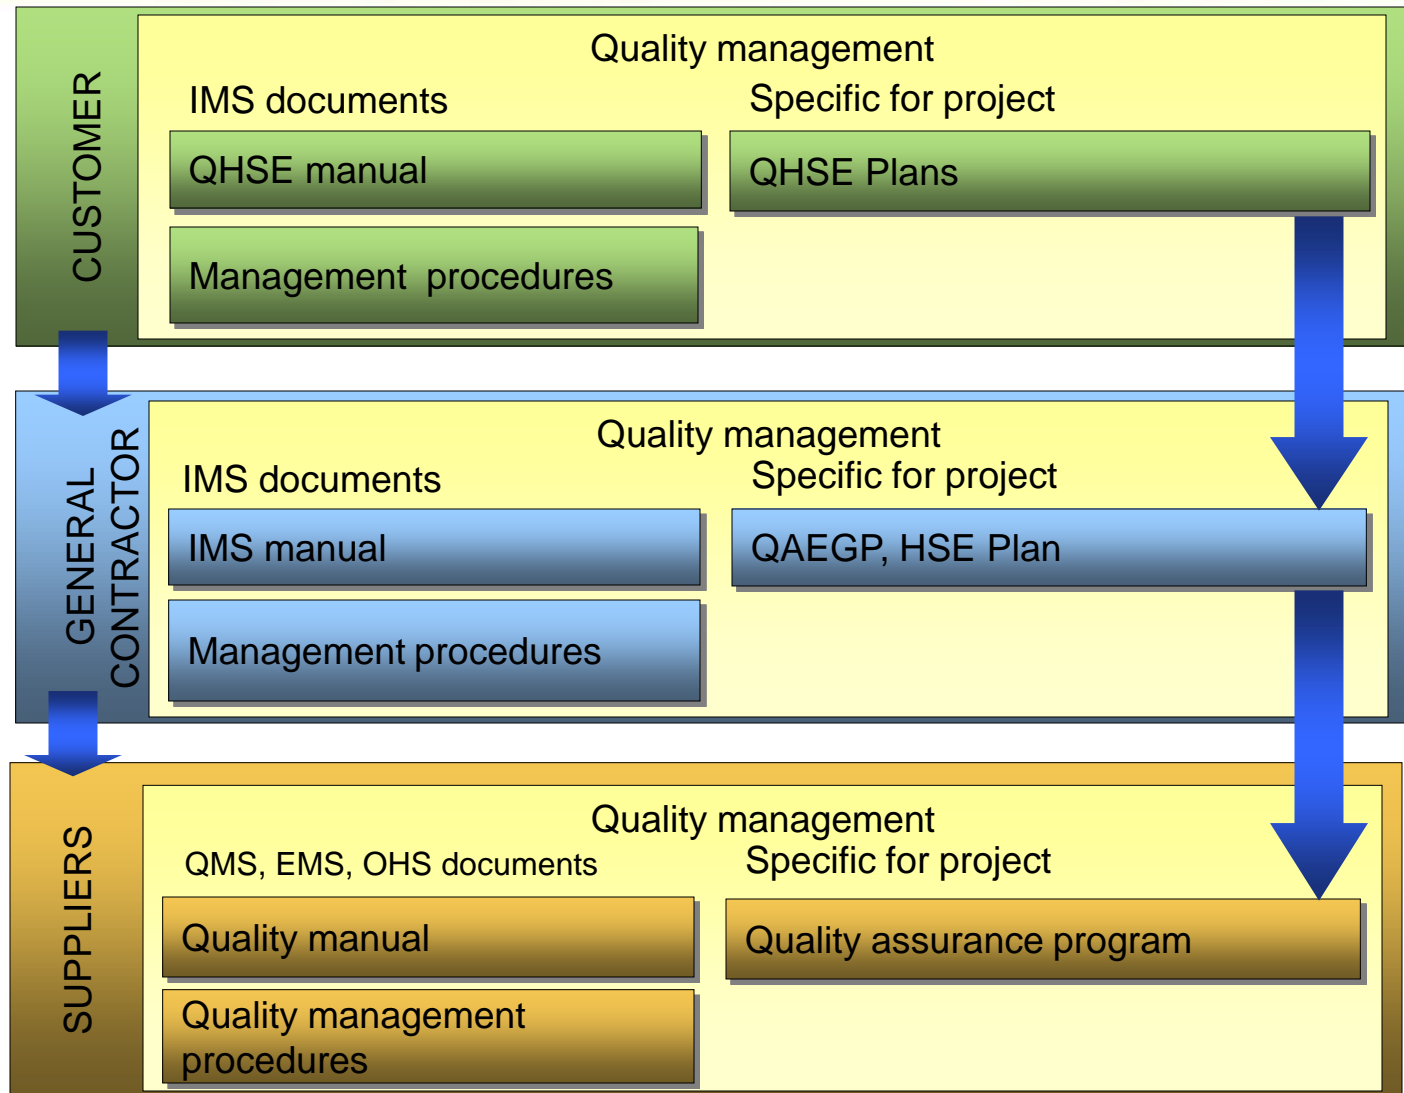 CUSTOMER
Quality management
IMS documents
Specific for project
QHSE manual
QHSE Plans
Management procedures
GENERAL
CONTRACTOR
Quality management
IMS documents
Specific for project
IMS manual
QAEGP, HSE Plan
Management procedures
SUPPLIERS
Quality management
QMS, EMS, OHS documents
Specific for project
Quality manual
Quality assurance program
Quality management
procedures